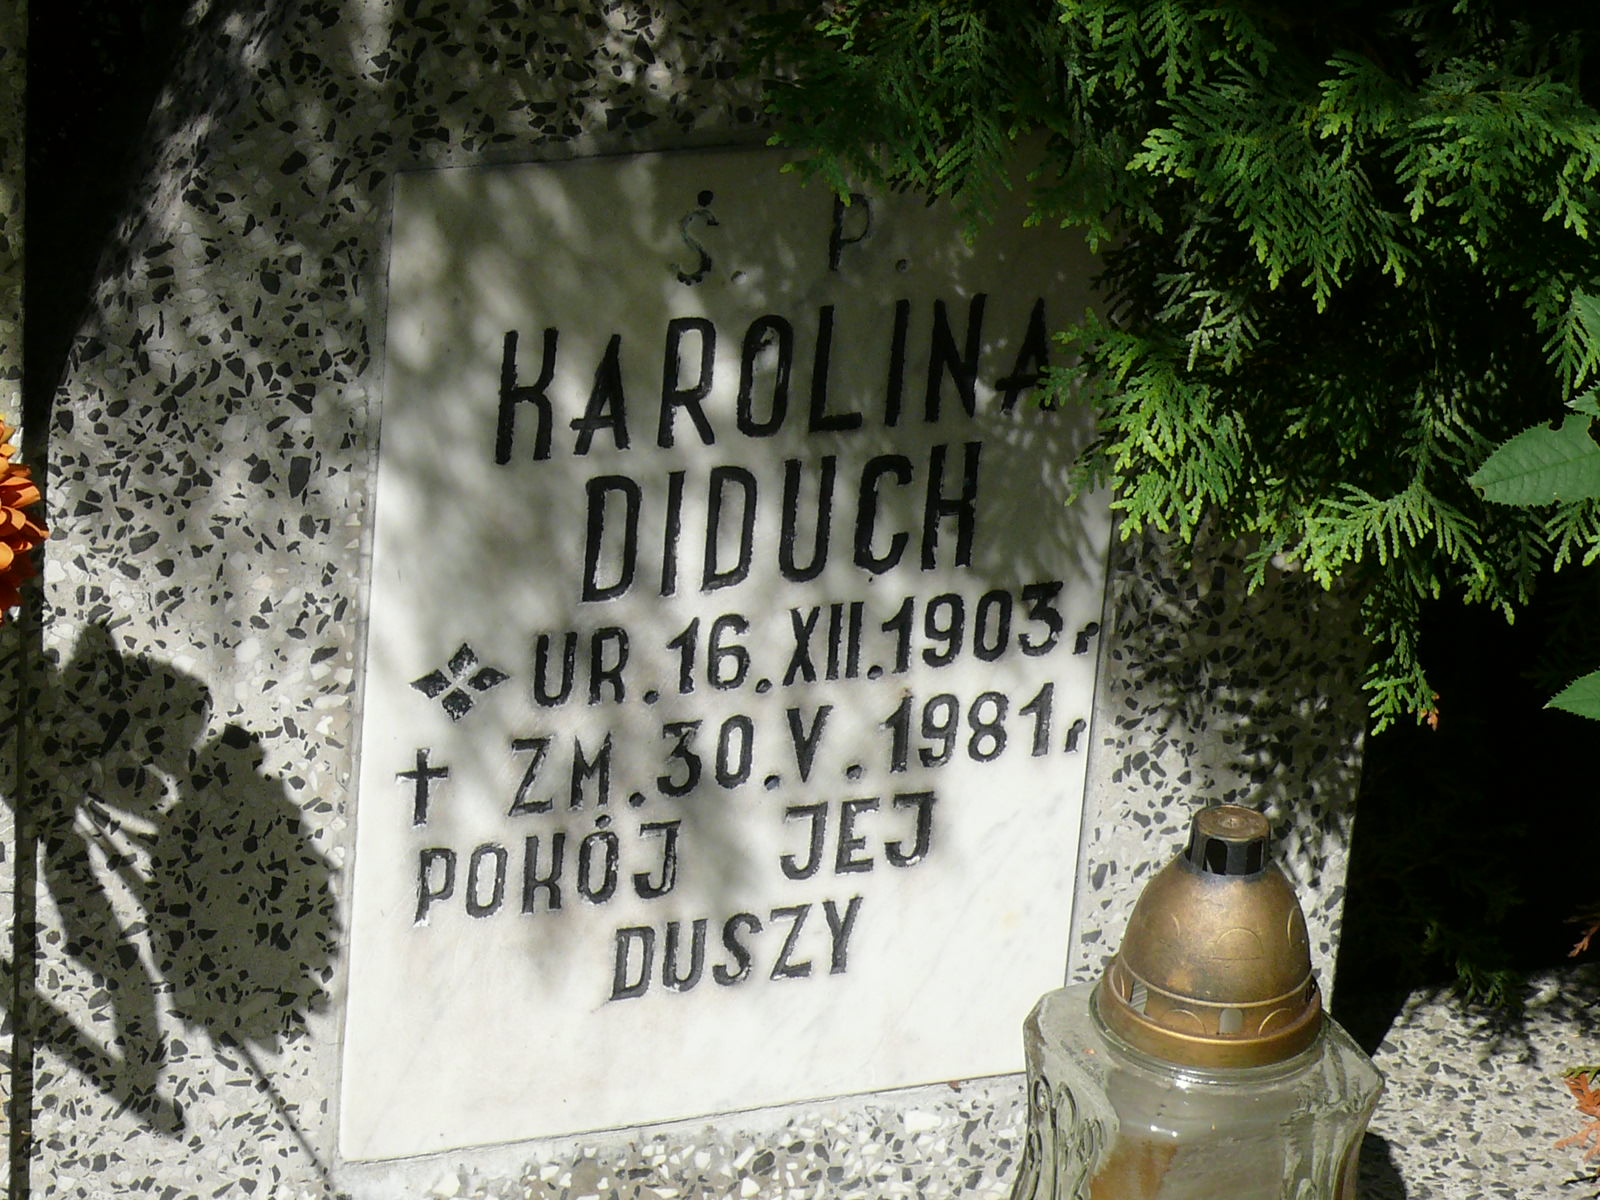 Ś. P.
KAROLINA
DIDUCH
UR. 16. XII. 1903 r
ZM. 30. V. 1981 r
POKÓJ JEJ
DUSZY